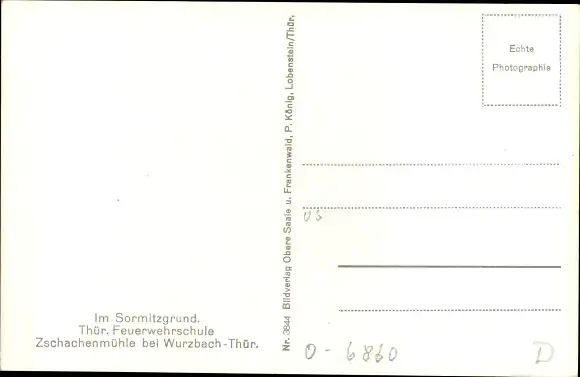 Echte
Photographie
Nr. 3844 Bildverlag Obere Saale u. Frankenwald, P. König, Lobenstein/Thür.
Im Sormitzgrund.
Thür. Feuerwehrschule
Zschachenmühle bei Wurzbach-Thür.
O - 6860
D